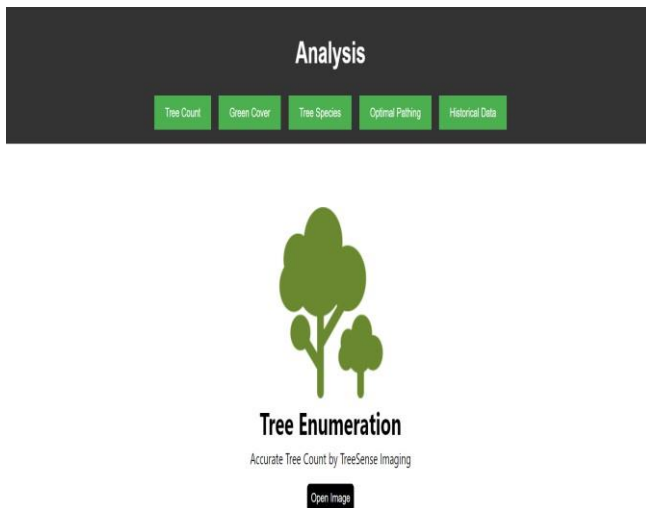 Analysis
Tree Count Green Cover Tree Species Optimal Pathing Historical Data
Tree Enumeration
Accurate Tree Count by TreeSense Imaging
Open Image